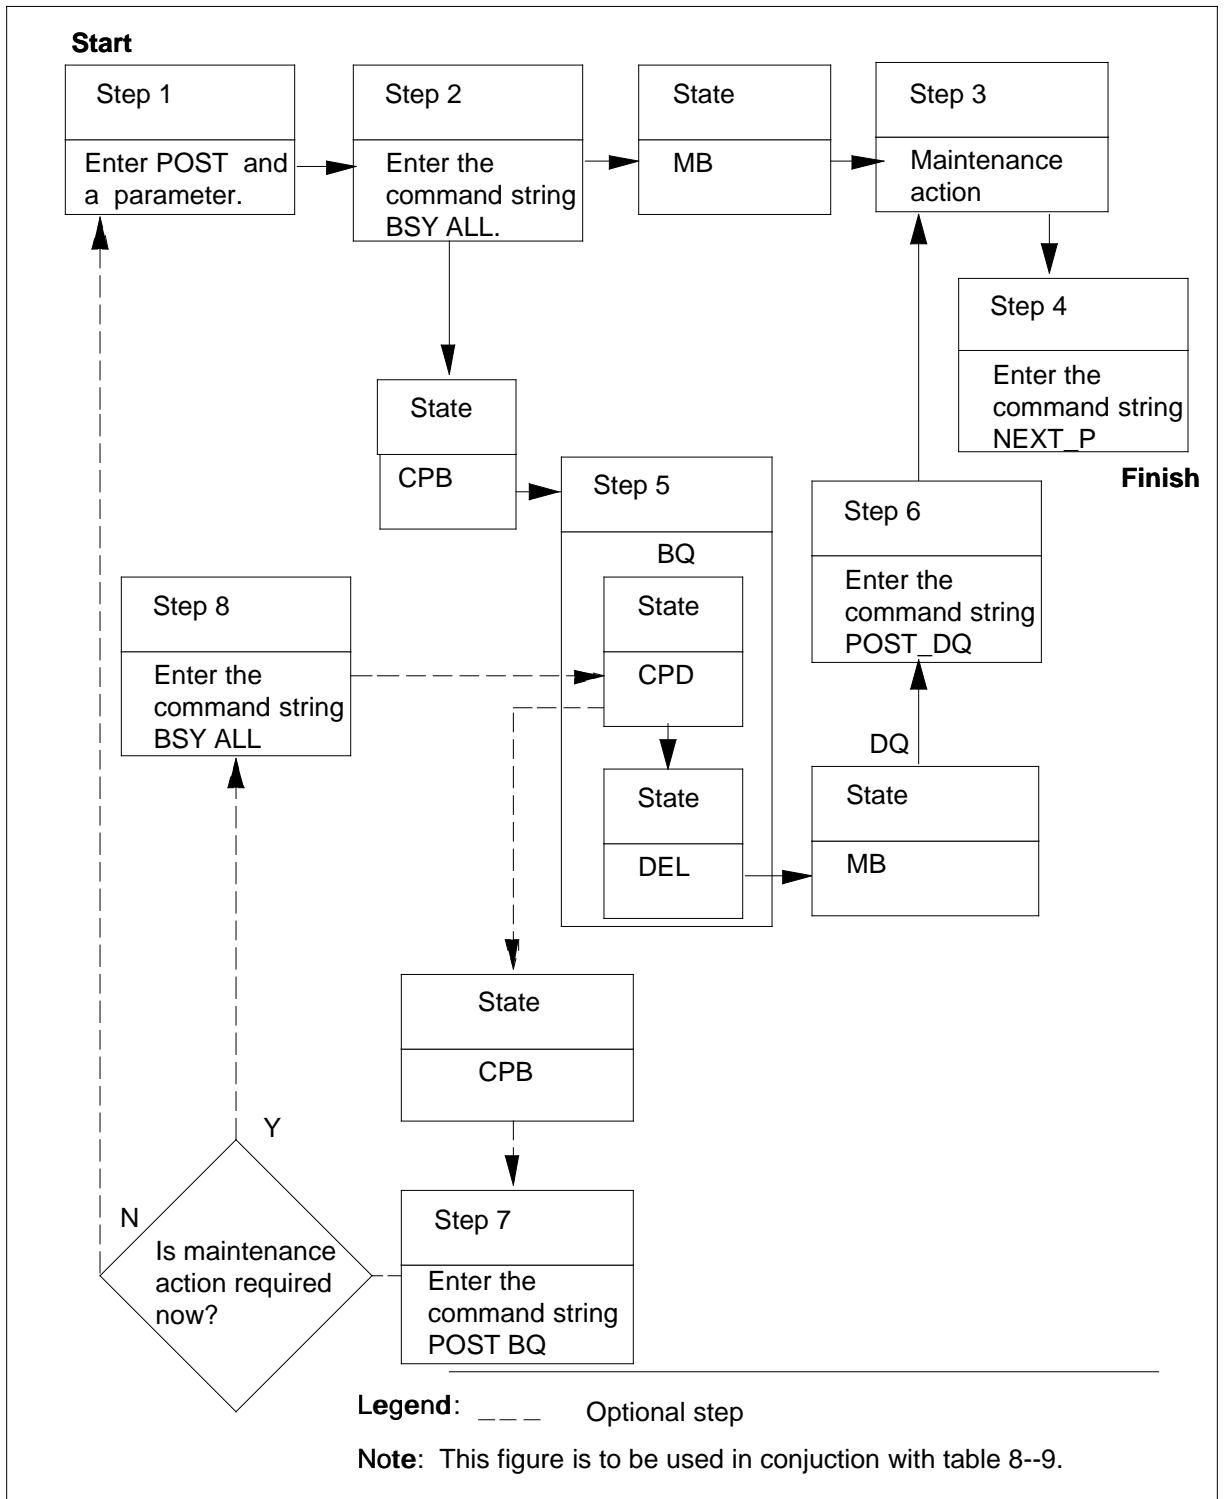 Start
Step 1
Enter POST and
a parameter.
Step 2
Enter the
command string
BSY ALL.
State
MB
Step 3
Maintenance
action
Step 4
Enter the
command string
NEXT_P
Finish
State
CPB
Step 5
BQ
State
CPD
State
DEL
Step 6
Enter the
command string
POST_DQ
DQ
State
MB
Step 8
Enter the
command string
BSY ALL
State
CPB
Y
N
Is maintenance
action required
now?
Step 7
Enter the
command string
POST BQ
Legend: _ _ _ Optional step
Note: This figure is to be used in conjuction with table 8--9.